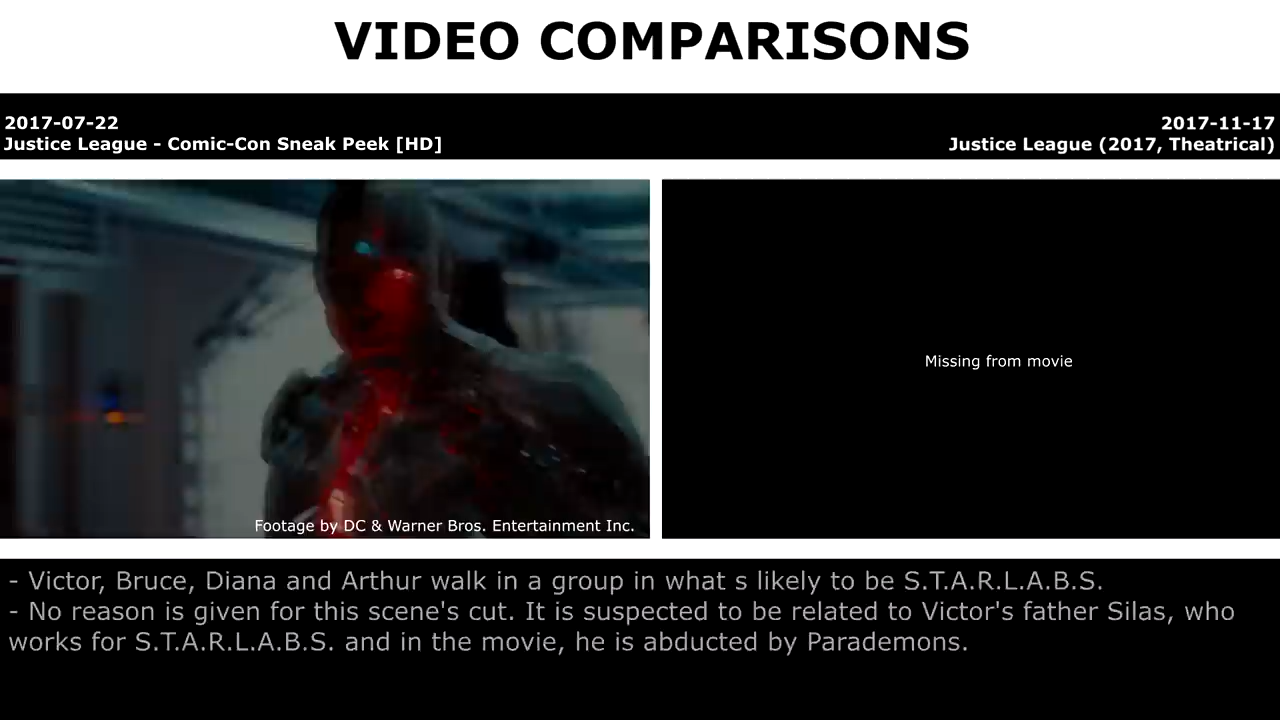 VIDEO COMPARISONS
2017-07-22
Justice League - Comic-Con Sneak Peek [HD]
2017-11-17
Justice League (2017, Theatrical)
Missing from movie
Footage by DC & Warner Bros. Entertainment Inc.
- Victor, Bruce, Diana and Arthur walk in a group in what s likely to be S.T.A.R.L.A.B.S.
- No reason is given for this scene's cut. It is suspected to be related to Victor's father Silas, who
works for S.T.A.R.L.A.B.S. and in the movie, he is abducted by Parademons.